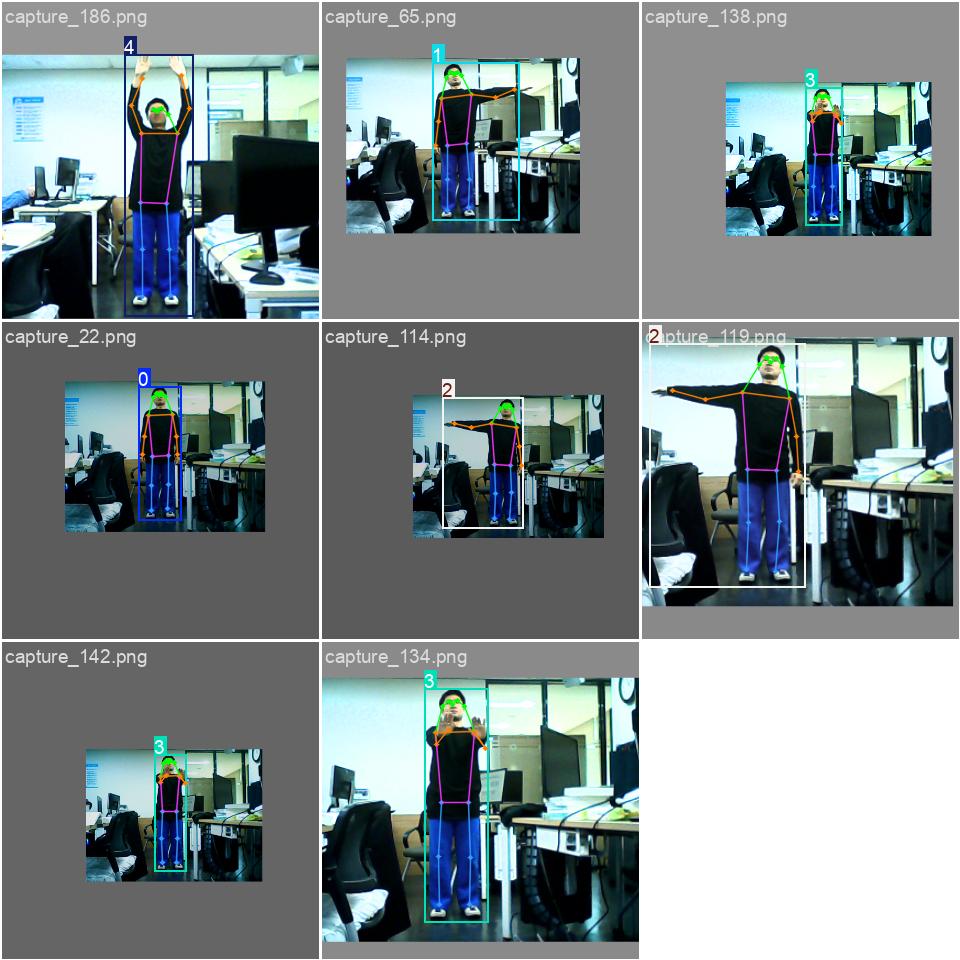 capture_186.png
4
capture_65.png
1
capture_138.png
3
capture_22.png
0
capture_114.png
2
capture_119.png
2
capture_142.png
3
capture_134.png
3